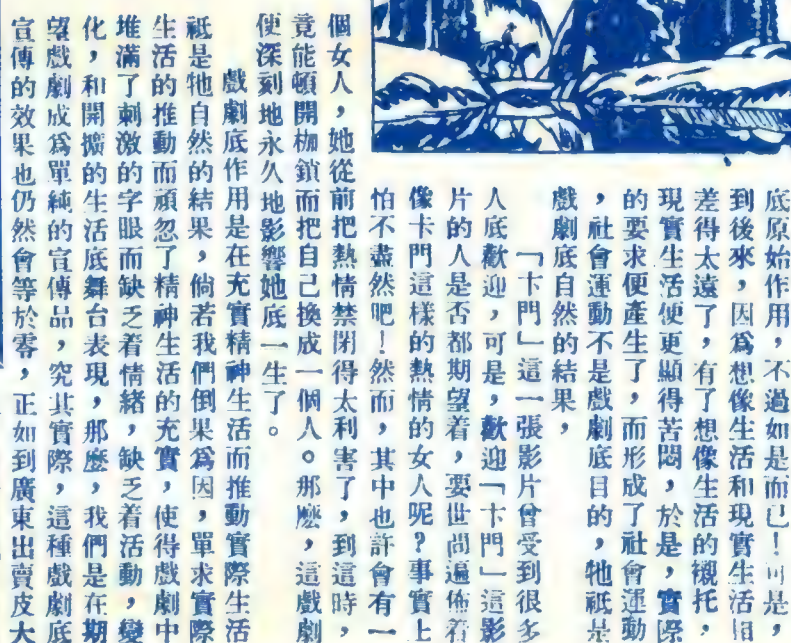 底原始作用，不過如是而已！可是，
到後來，因爲想像生活和現實生活相
差得太遠了，有了想像生活的襯托，
現實生活便更顯得苦悶，於是，實際
的要求便產生了，而形成了社會運動
，社會運動不是戲劇底目的，牠祇是
戲劇底自然的結果，
「卡門」這一張影片曾受到很多
人底歡迎，可是，歡迎「卡門」這影
片的人是否都期望着，要世尚遍佈着
像卡門這樣的熱情的女人呢？事實上
怕不盡然吧！然而，其中也許會有一
個女人，她從前把熱情禁閉得太利害了，到這時，
竟能頓開枷鎖而把自己換成一個人。那麼，這戲劇
便深刻地永久地影響她底一生了。
戲劇底作用是在充實精神生活而推動實際生活
祇是牠自然的結果，倘若我們倒果爲因，單求實際
生活的推動而頑忽了精神生活的充實，使得戲劇中
堆滿了刺激的字眼而缺乏着情緒，缺乏着活動，變
化，和開擴的生活底舞台表現，那麼，我們是在期
望戲劇成爲單純的宣傳品，究其實際，這種戲劇底
宣傳的效果也仍然會等於零，正如到廣東出賣皮大